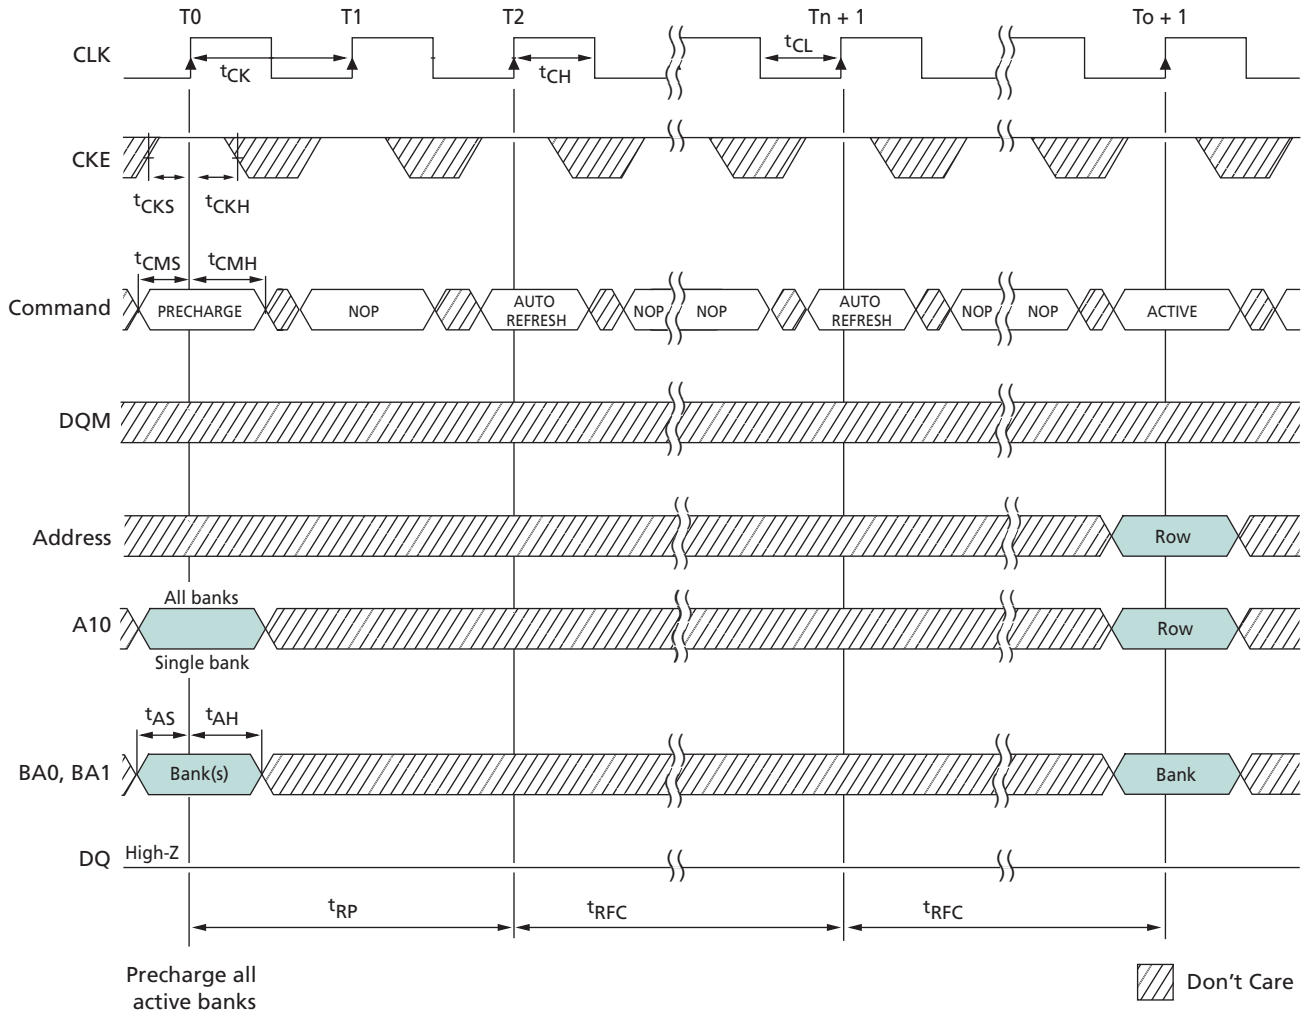 T0 T1 T2 Tn + 1 To + 1
CLK
tCK tCH tCL
CKE
tCKS tCKH
tCMS tCMH
Command PRECHARGE NOP AUTO REFRESH NOP NOP AUTO REFRESH NOP NOP ACTIVE
DQM
Address Row
All banks
A10 Row
Single bank
tAS tAH
BA0, BA1 Bank(s) Bank
DQ High-Z
tRP tRFC tRFC
Precharge all
active banks
Don't Care